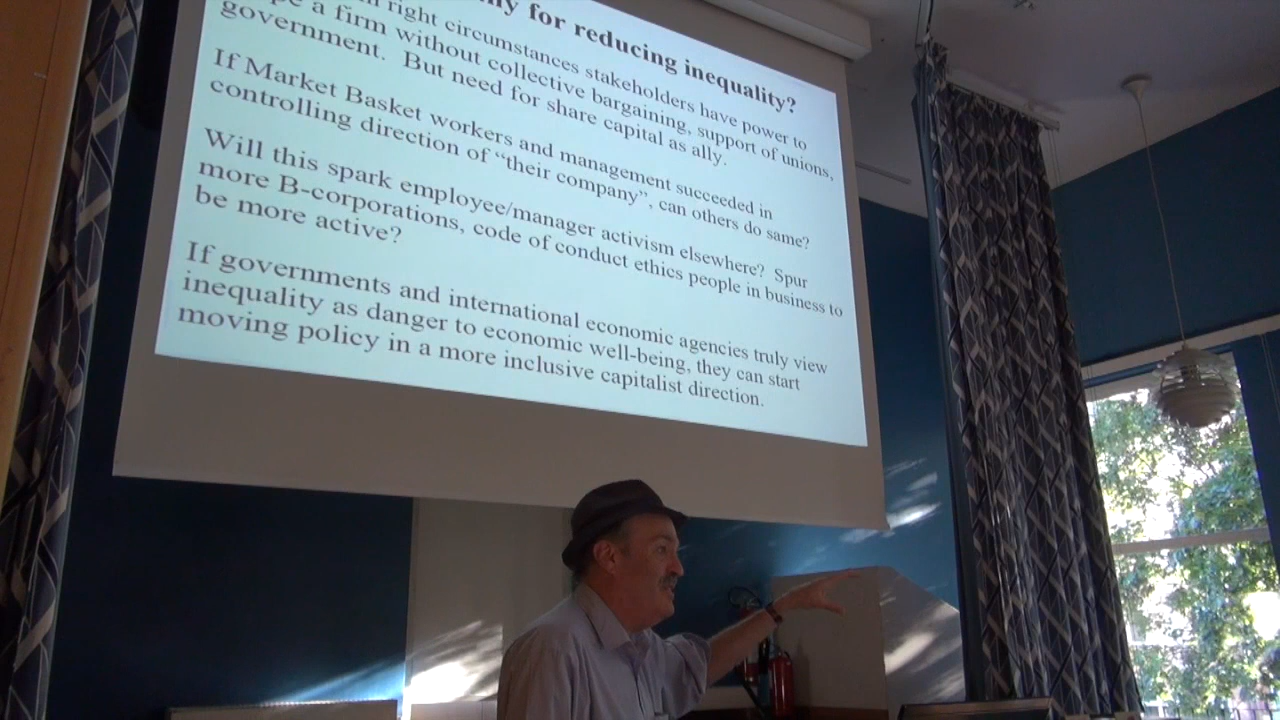 for reducing inequality?
right circumstances stakeholders have power to
a firm without collective bargaining, support of unions,
government. But need for share capital as ally.
If Market Basket workers and management succeeded in
controlling direction of “their company”, can others do same?
Will this spark employee/manager activism elsewhere? Spur
more B-corporations, code of conduct ethics people in business to
be more active?
If governments and international economic agencies truly view
inequality as danger to economic well-being, they can start
moving policy in a more inclusive capitalist direction.